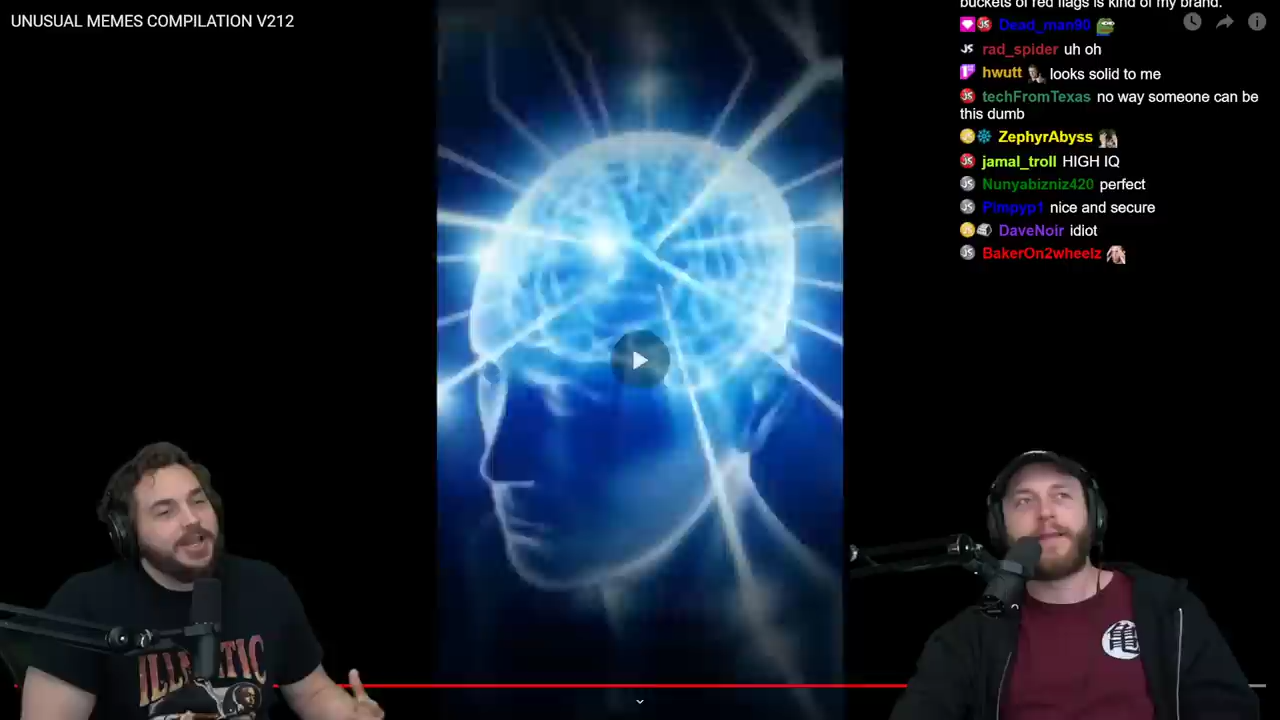 UNUSUAL MEMES COMPILATION V212
buckets of red flags is kind of my brand.
Dead_man90
rad_spider uh oh
hwutt looks solid to me
techFromTexas no way someone can be
this dumb
ZephyrAbyss
jamal_troll HIGH IQ
Nunyabizniz420 perfect
Pimpyp1 nice and secure
DaveNoir idiot
BakerOn2wheelz
亀